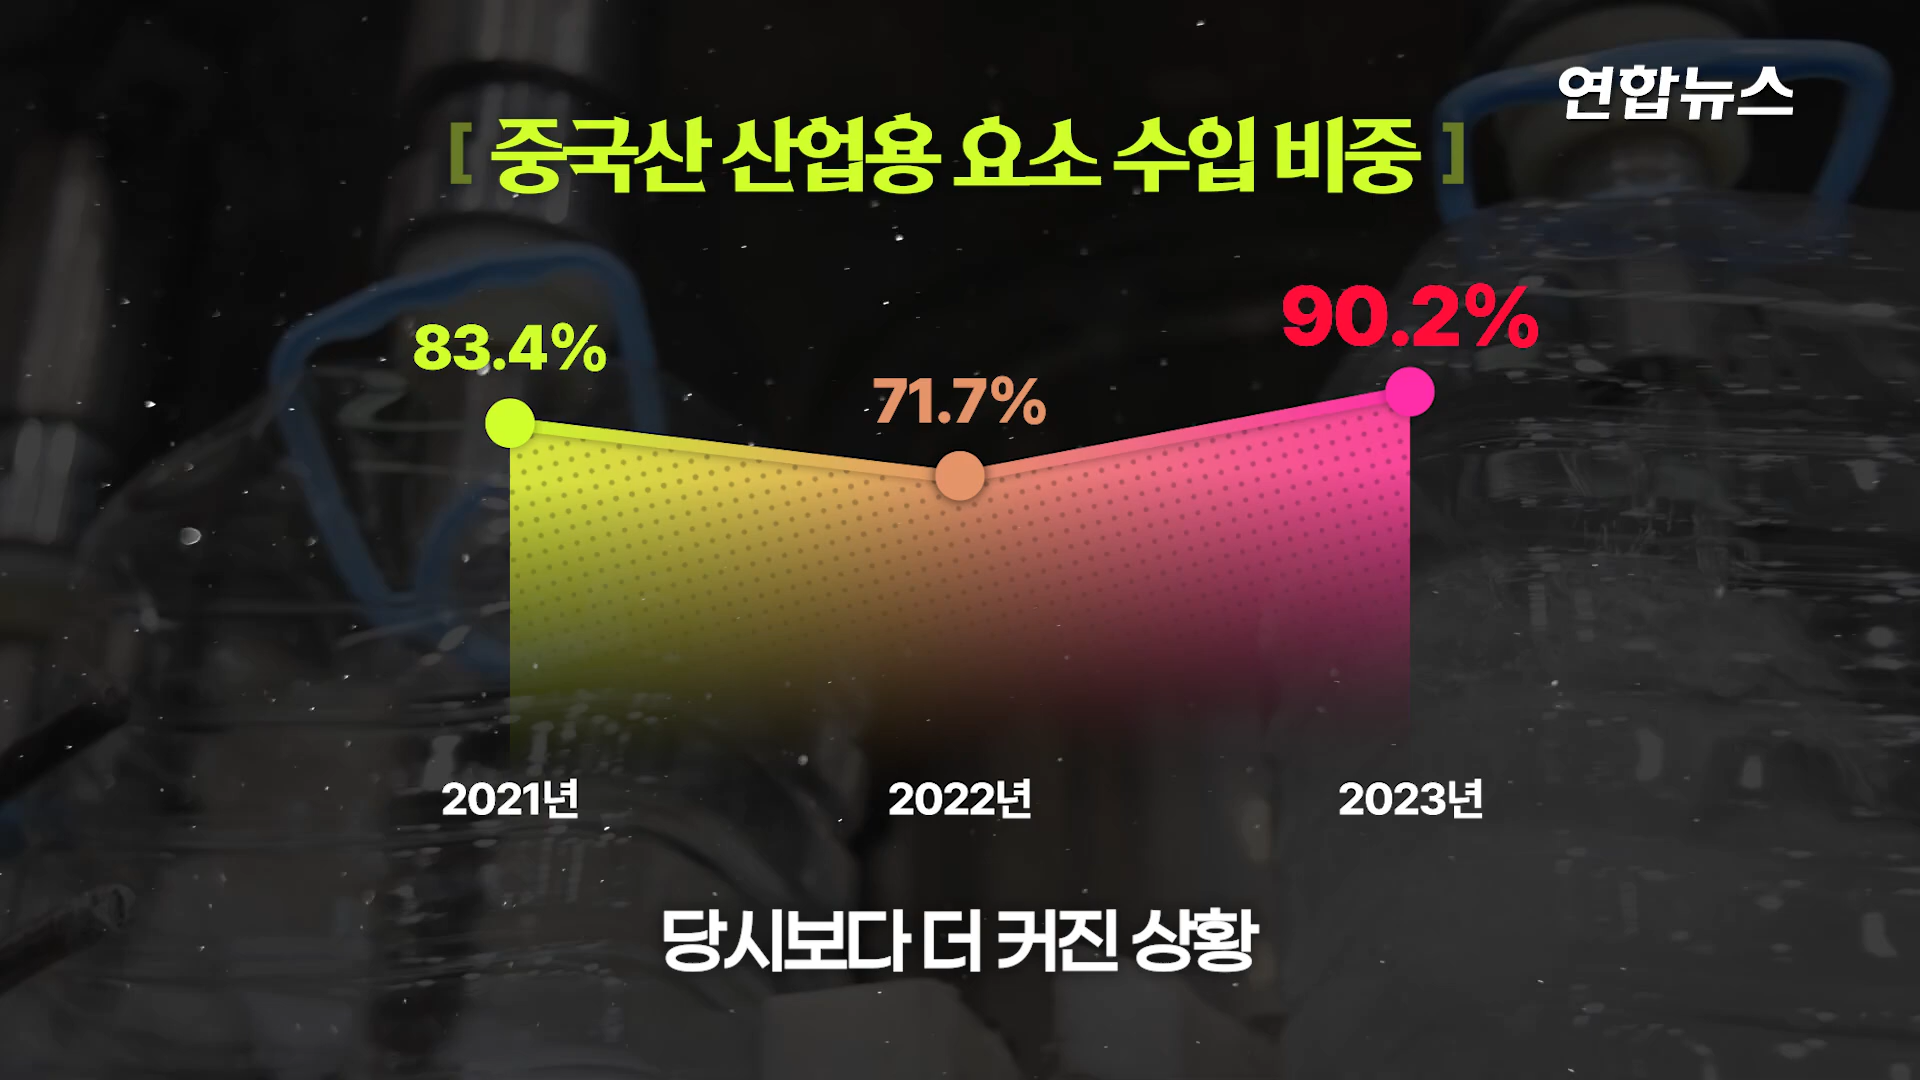 연합뉴스
[ 중국산 산업용 요소 수입 비중 ]
83.4%
71.7%
90.2%
2021년
2022년
2023년
당시보다 더 커진 상황